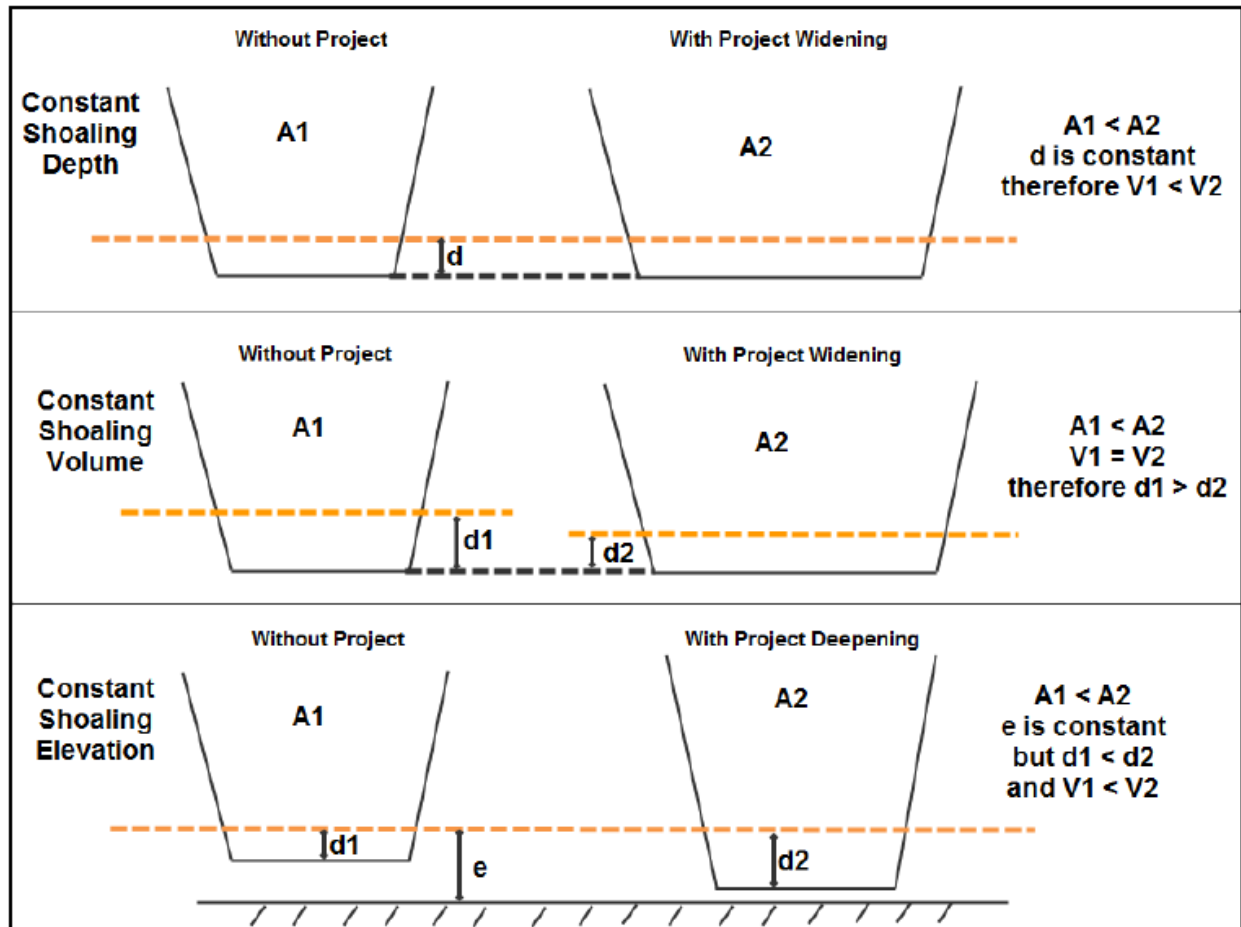 Without Project
With Project Widening
Constant
Shoaling
Depth
A1
A2
A1 < A2
d is constant
therefore V1 < V2
d
Without Project
With Project Widening
Constant
Shoaling
Volume
A1
A2
A1 < A2
V1 = V2
therefore d1 > d2
d1
d2
Without Project
With Project Deepening
Constant
Shoaling
Elevation
A1
A2
A1 < A2
e is constant
but d1 < d2
and V1 < V2
d1
e
d2